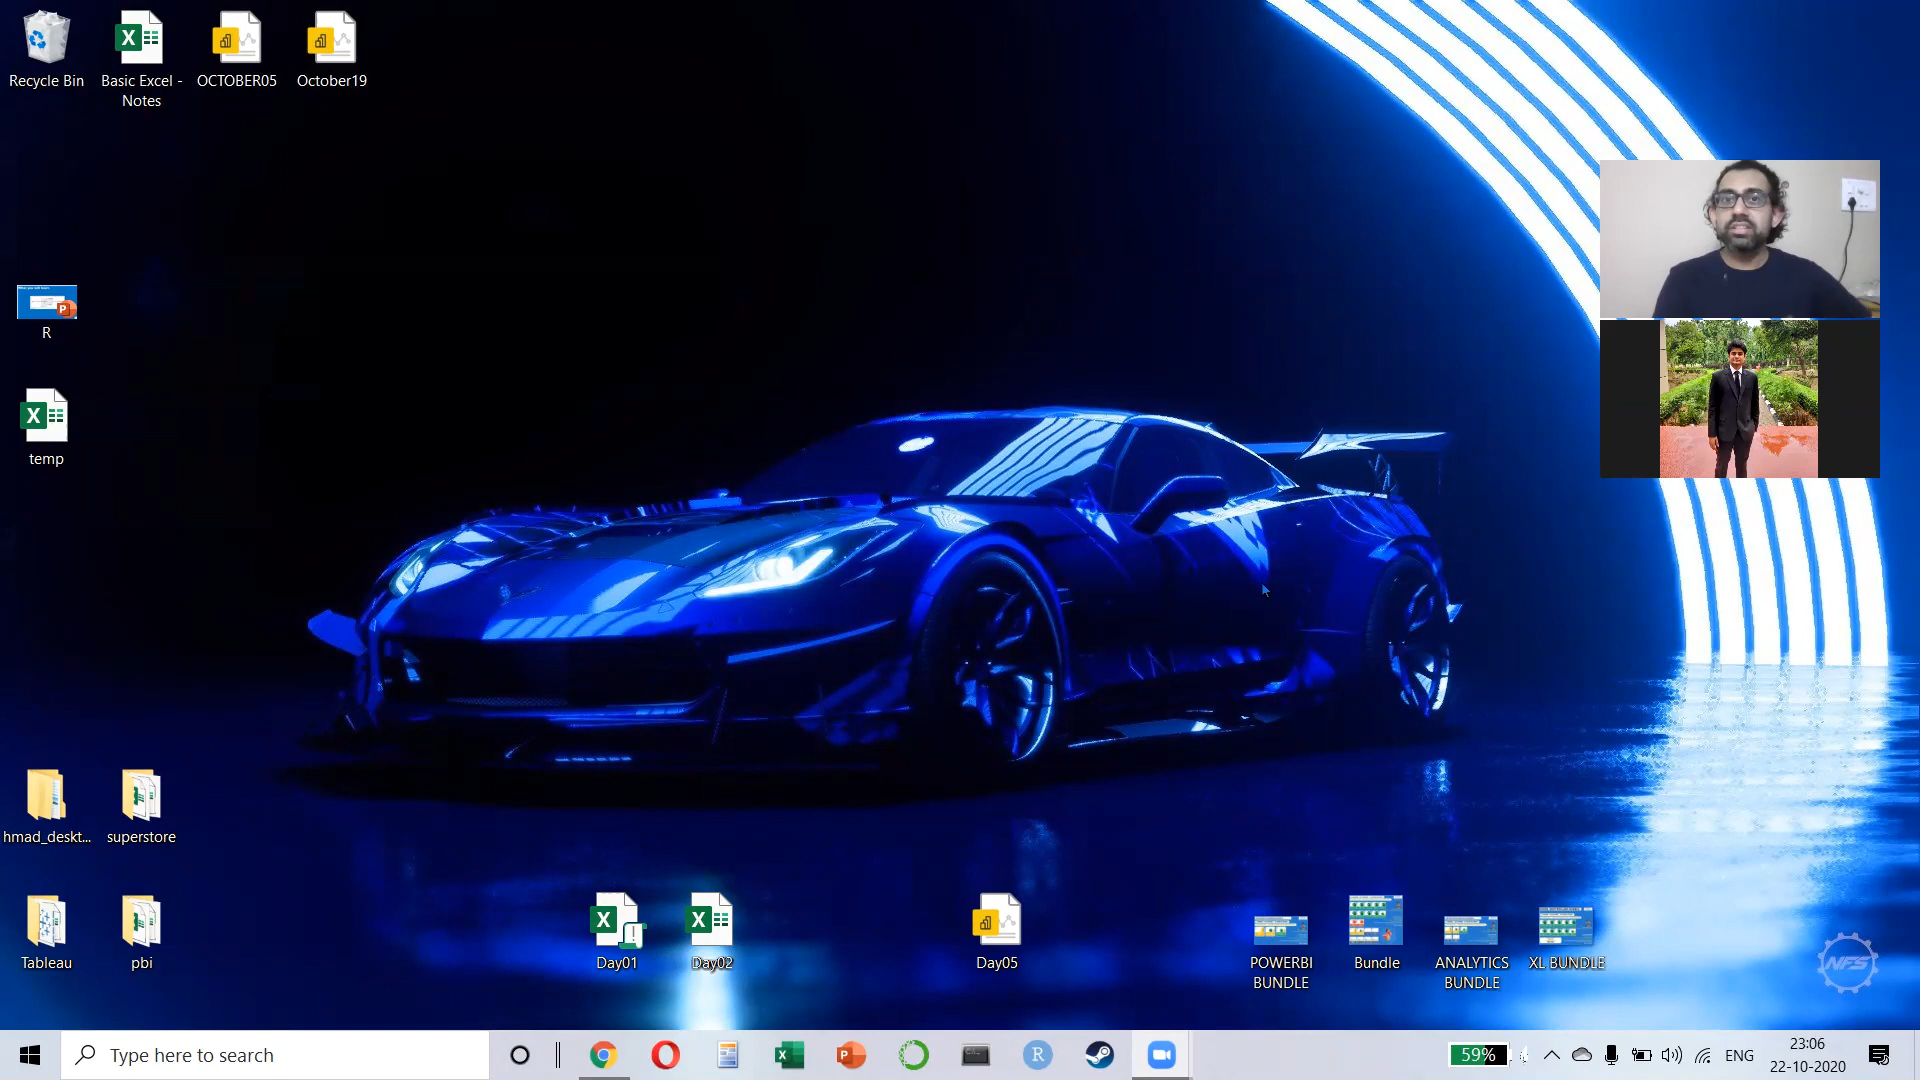 Recycle Bin
Basic Excel -
Notes
OCTOBER05
October19
R
temp
hmad_deskt...
superstore
Tableau
pbi
Day01
Day02
Day05
POWERBI
BUNDLE
Bundle
ANALYTICS
BUNDLE
XL BUNDLE
NFS
Type here to search
59%
ENG
23:06
22-10-2020